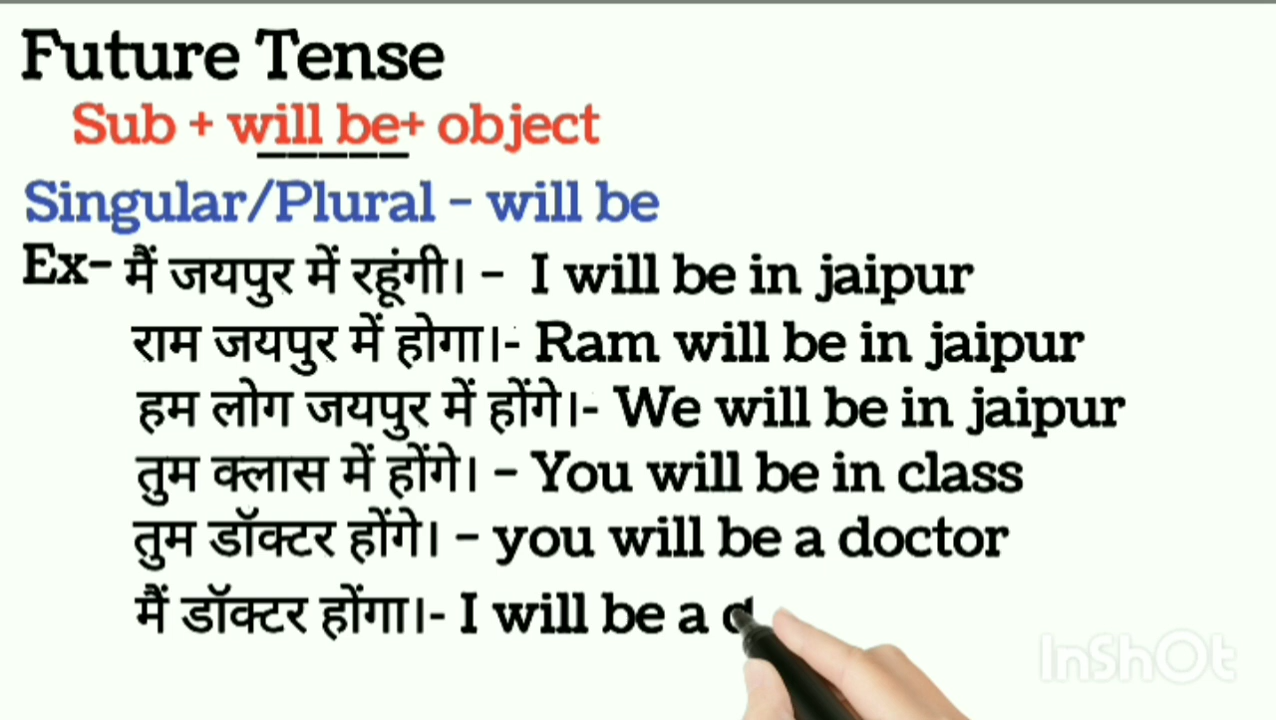 Future Tense
Sub + will be+ object
Singular/Plural - will be
Ex- मैं जयपुर में रहूंगी। - I will be in jaipur
राम जयपुर में होगा।- Ram will be in jaipur
हम लोग जयपुर में होंगे।- We will be in jaipur
तुम क्लास में होंगे। - You will be in class
तुम डॉक्टर होंगे। - you will be a doctor
मैं डॉक्टर होंगा।- I will be a d
InShOt